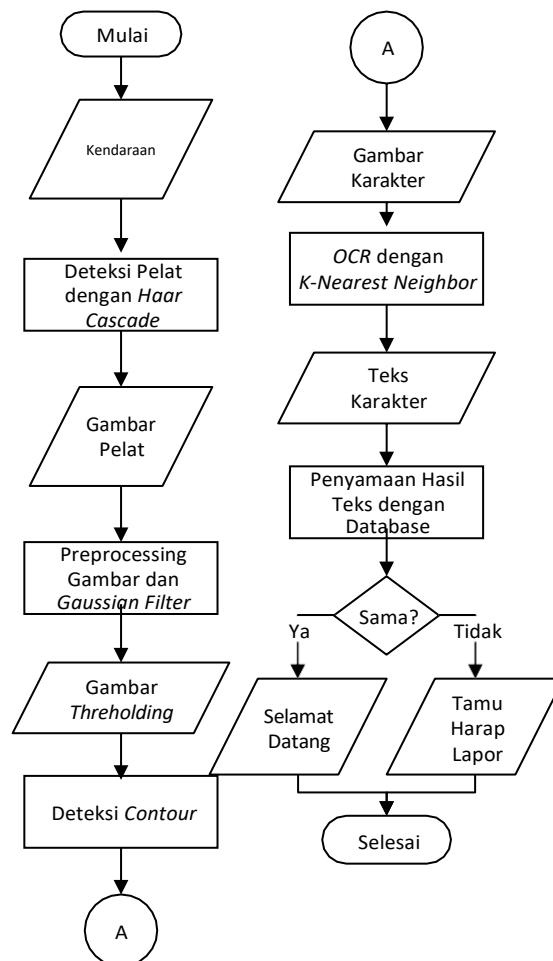 Mulai
Kendaraan
Deteksi Pelat
dengan Haar
Cascade
Gambar
Pelat
Preprocessing
Gambar dan
Gaussian Filter
Gambar
Threholding
Deteksi Contour
A
A
Gambar
Karakter
OCR dengan
K-Nearest Neighbor
Teks
Karakter
Penyamaan Hasil
Teks dengan
Database
Sama?
Ya
Tidak
Selamat
Datang
Tamu
Harap
Lapor
Selesai